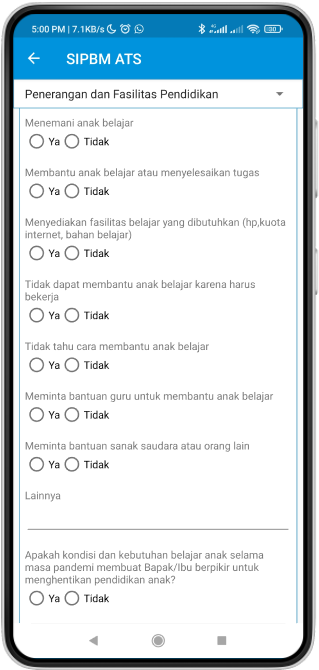 5:00 PM | 7.1KB/s
SIPBM ATS
Penerangan dan Fasilitas Pendidikan
Menemani anak belajar
Ya Tidak
Membantu anak belajar atau menyelesaikan tugas
Ya Tidak
Menyediakan fasilitas belajar yang dibutuhkan (hp,kuota
internet, bahan belajar)
Ya Tidak
Tidak dapat membantu anak belajar karena harus
bekerja
Ya Tidak
Tidak tahu cara membantu anak belajar
Ya Tidak
Meminta bantuan guru untuk membantu anak belajar
Ya Tidak
Meminta bantuan sanak saudara atau orang lain
Ya Tidak
Lainnya
Apakah kondisi dan kebutuhan belajar anak selama
masa pandemi membuat Bapak/Ibu berpikir untuk
menghentikan pendidikan anak?
Ya Tidak